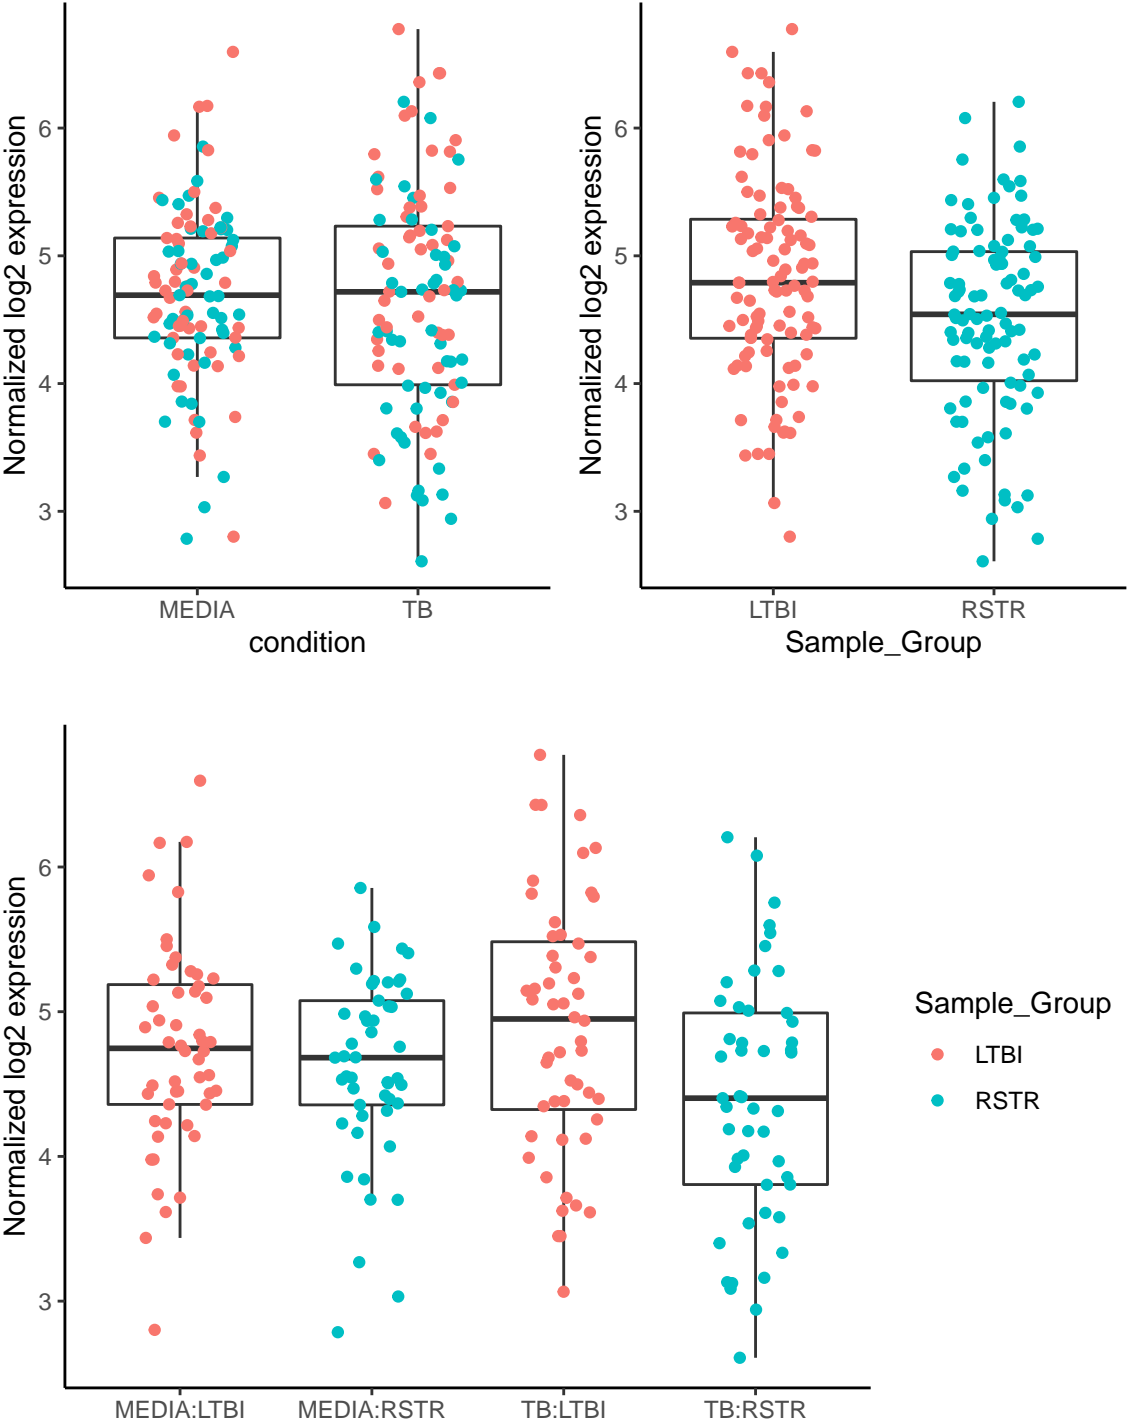 Normalized log2 expression
6
5
4
3
MEDIA TB
condition
Normalized log2 expression
6
5
4
3
LTBI RSTR
Sample_Group
Normalized log2 expression
6
5
4
3
MEDIA:LTBI MEDIA:RSTR TB:LTBI TB:RSTR
Sample_Group
LTBI
RSTR